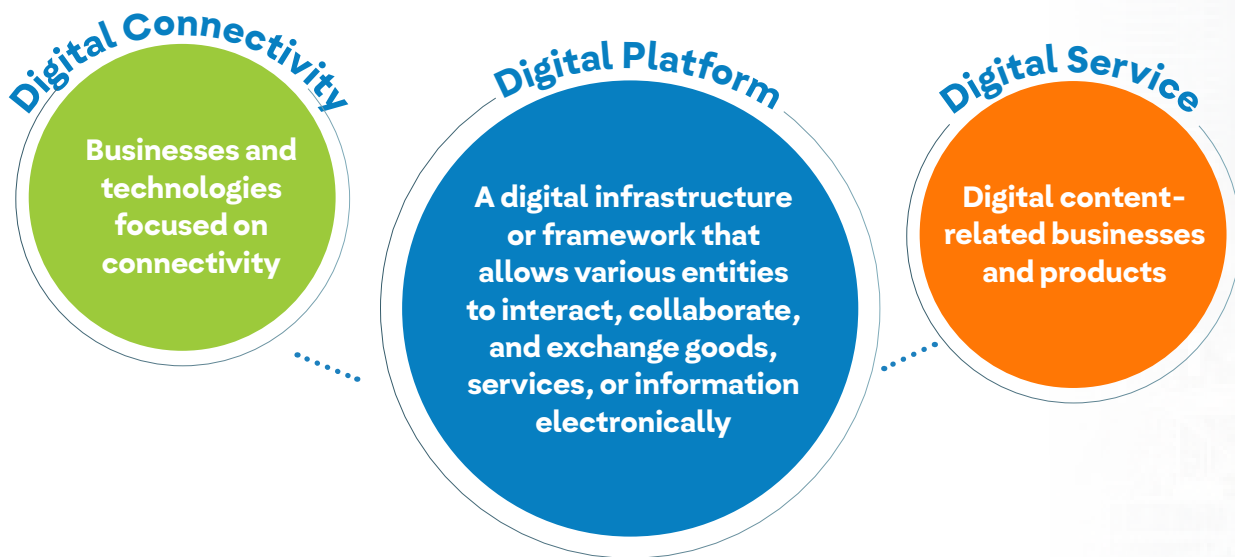 Digital Connectivity
Businesses and
technologies
focused on
connectivity
Digital Platform
A digital infrastructure
or framework that
allows various entities
to interact, collaborate,
and exchange goods,
services, or information
electronically
Digital Service
Digital content-
related businesses
and products